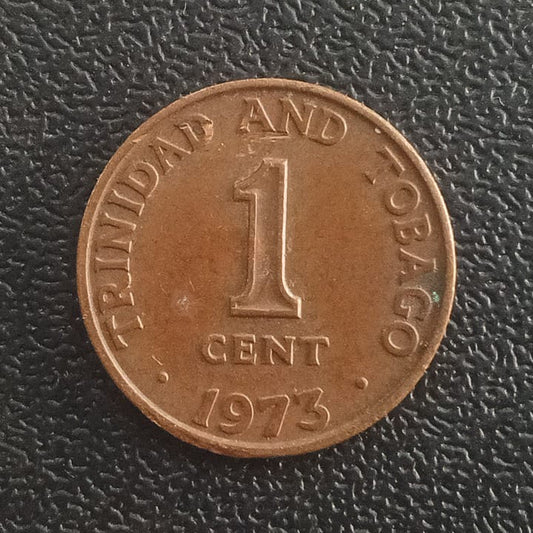 TRINIDAD AND TOBAGO
1
CENT
· 1973 ·